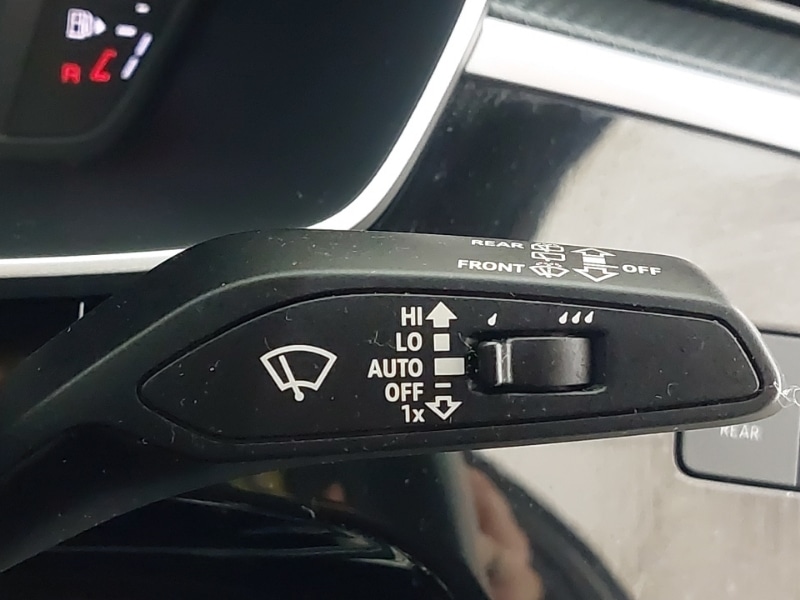 REAR
FRONT OFF
HI
LO
AUTO
OFF
1x
REAR